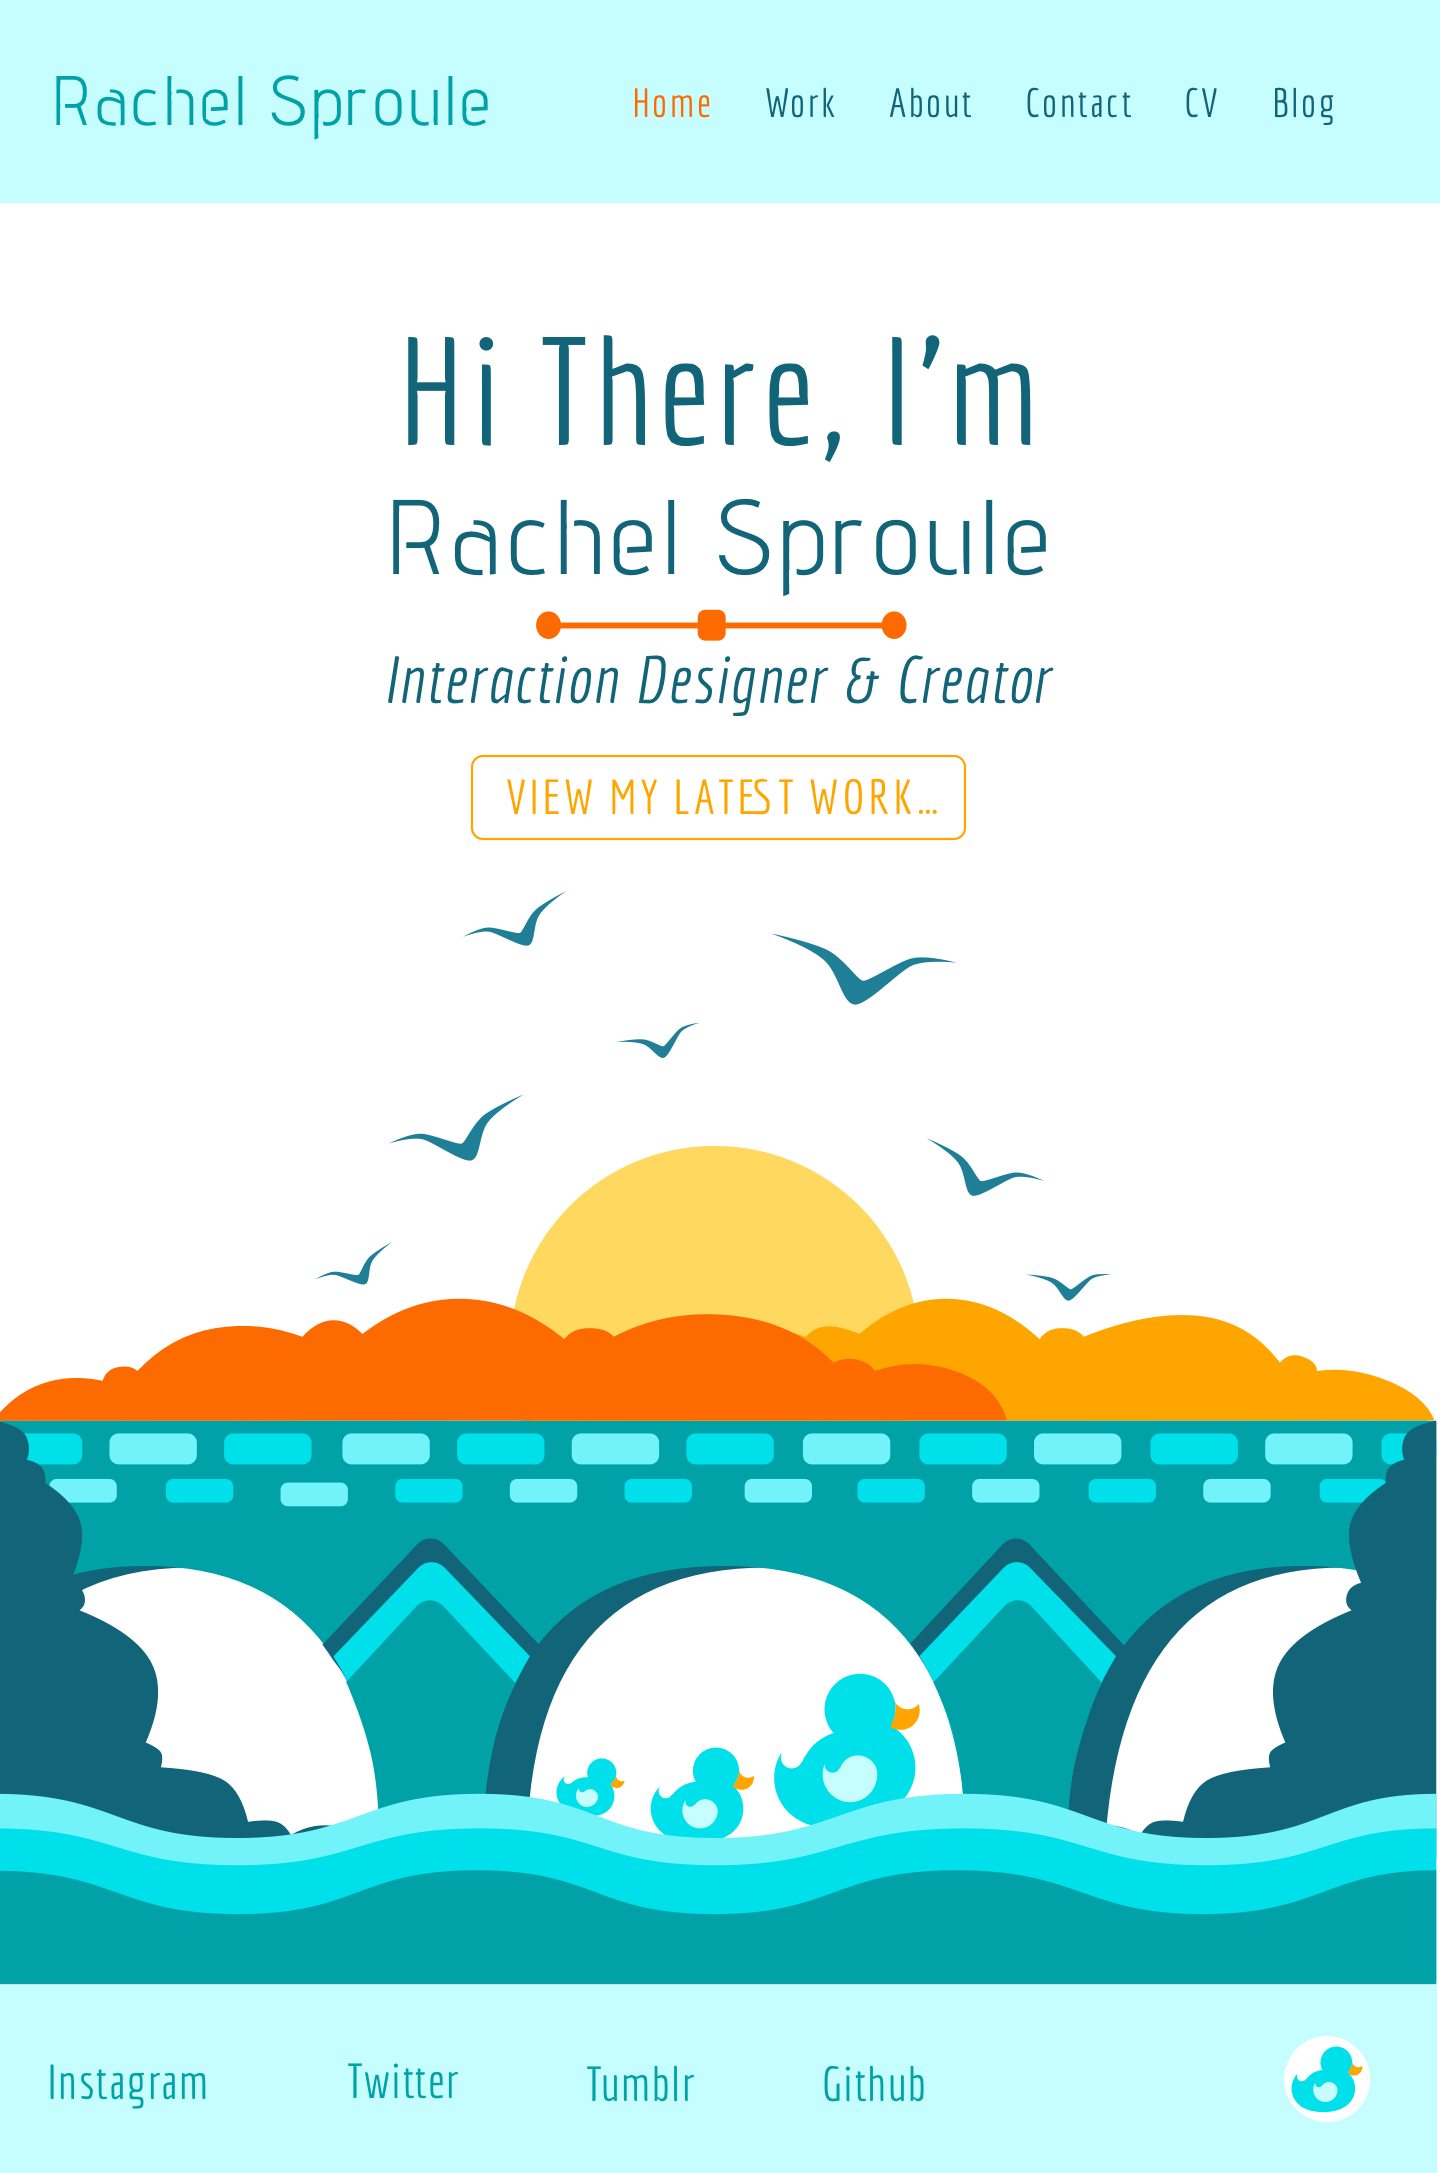 Rachel Sproule
Home Work About Contact CV Blog
Hi There, I’m
Rachel Sproule
Interaction Designer & Creator
VIEW MY LATEST WORK...
Instagram Twitter Tumblr Github